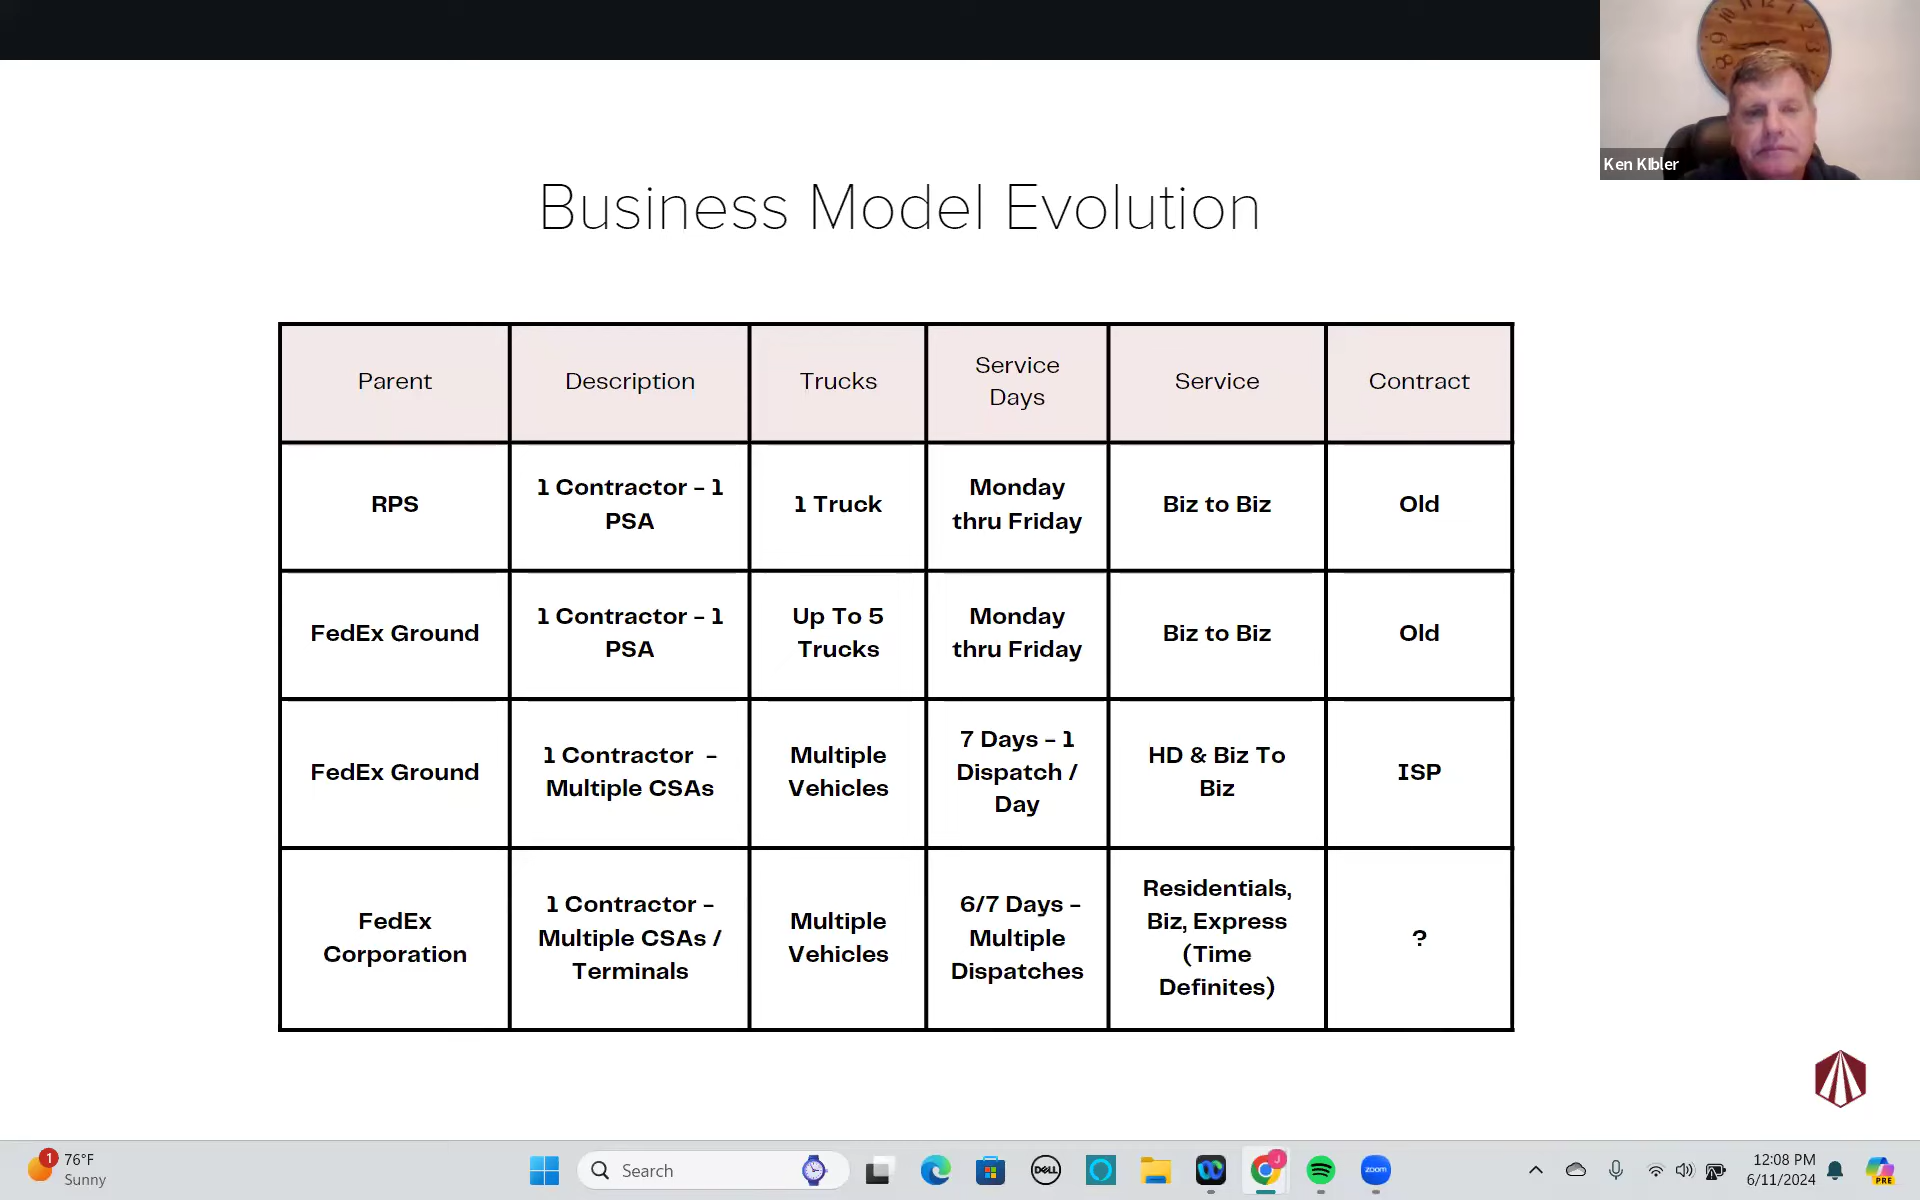 Ken KIbler
Business Model Evolution
Parent
Description
Trucks
Service
Days
Service
Contract
RPS
1 Contractor - 1
PSA
1 Truck
Monday
thru Friday
Biz to Biz
Old
FedEx Ground
1 Contractor - 1
PSA
Up To 5
Trucks
Monday
thru Friday
Biz to Biz
Old
FedEx Ground
1 Contractor -
Multiple CSAs
Multiple
Vehicles
7 Days - 1
Dispatch /
Day
HD & Biz To
Biz
ISP
FedEx
Corporation
1 Contractor -
Multiple CSAs /
Terminals
Multiple
Vehicles
6/7 Days -
Multiple
Dispatches
Residentials,
Biz, Express
(Time
Definites)
?
1
76°F
Sunny
Search
DELL
J
zoom
12:08 PM
6/11/2024
PRE